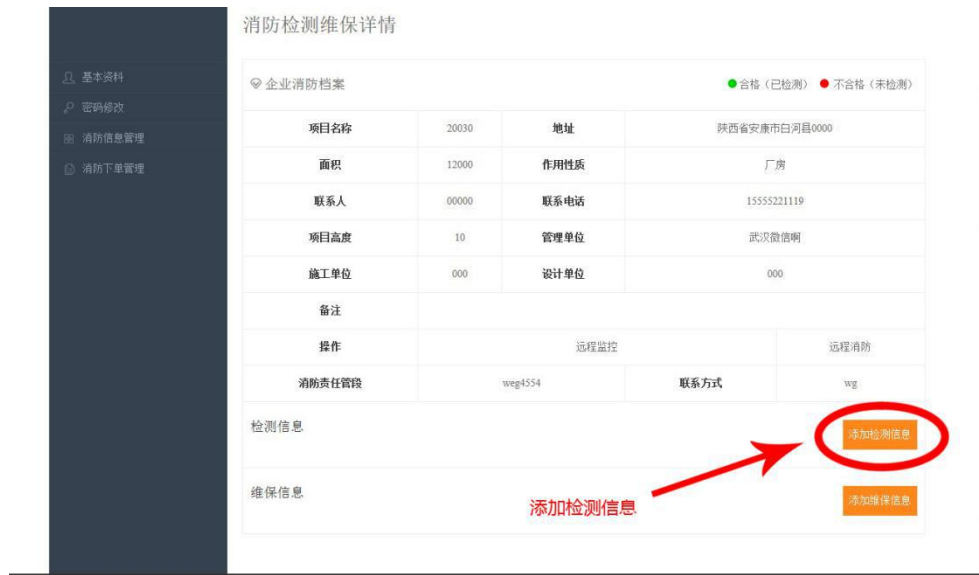 消防检测维保详情
基本资料
密码修改
消防信息管理
消防下单管理
企业消防档案 合格（已检测） 不合格（未检测）
项目名称 20030 地址 陕西省安康市白河县0000
面积 12000 作用性质 厂房
联系人 00000 联系电话 15555221119
项目高度 10 管理单位 武汉微信啊
施工单位 000 设计单位 000
备注
操作 远程监控 远程消防
消防责任管段 weg4554 联系方式 wg
检测信息 添加检测信息
维保信息 添加维保信息
添加检测信息